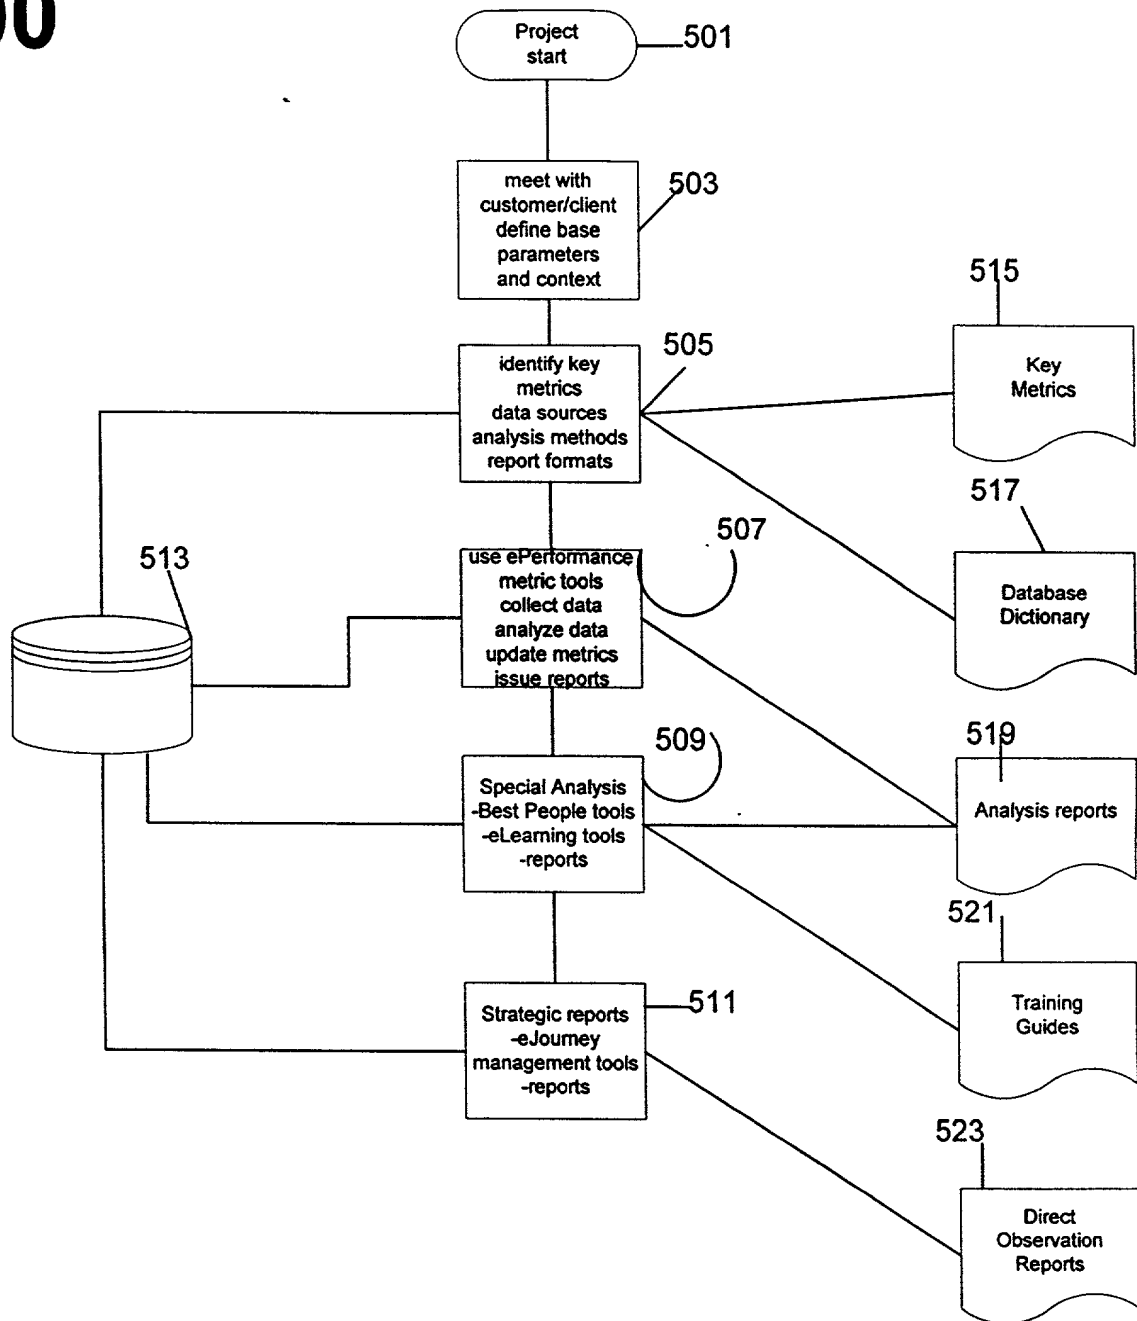 00
Project
start
501
meet with
customer/client
define base
parameters
and context
503
identify key
metrics
data sources
analysis methods
report formats
505
515
Key
Metrics
517
Database
Dictionary
507
use ePerformance
metric tools
collect data
analyze data
update metrics
issue reports
513
509
Special Analysis
-Best People tools
-eLearning tools
-reports
519
Analysis reports
521
Training
Guides
511
Strategic reports
-eJourney
management tools
-reports
523
Direct
Observation
Reports